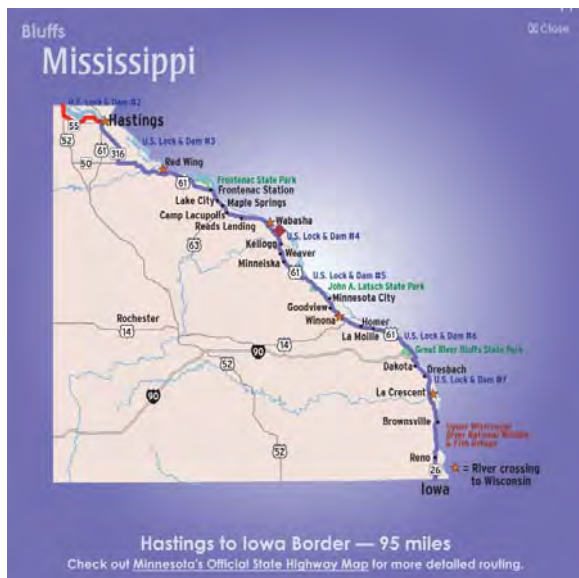 Bluffs
Close
Mississippi
U.S. Lock & Dam #2
55
Hastings
52
61
316
U.S. Lock & Dam #3
50
Red Wing
61
Frontenac State Park
Frontenac Station
Lake City
Maple Springs
Camp Lacupolis
Reads Landing
Wabasha
63
U.S. Lock & Dam #4
Kellogg
Weaver
Minneiska
61
U.S. Lock & Dam #5
John A. Latsch State Park
Minnesota City
Goodview
Rochester
Winona
Homer
14
La Moille
61
U.S. Lock & Dam #6
14
90
Great River Bluffs State Park
52
Dakota
Dresbach
U.S. Lock & Dam #7
90
La Crescent
Brownsville
Upper Mississippi
River National Wildlife
& Fish Refuge
52
Reno
26
= River crossing
to Wisconsin
Iowa
Hastings to Iowa Border — 95 miles
Check out Minnesota's Official State Highway Map for more detailed routing.